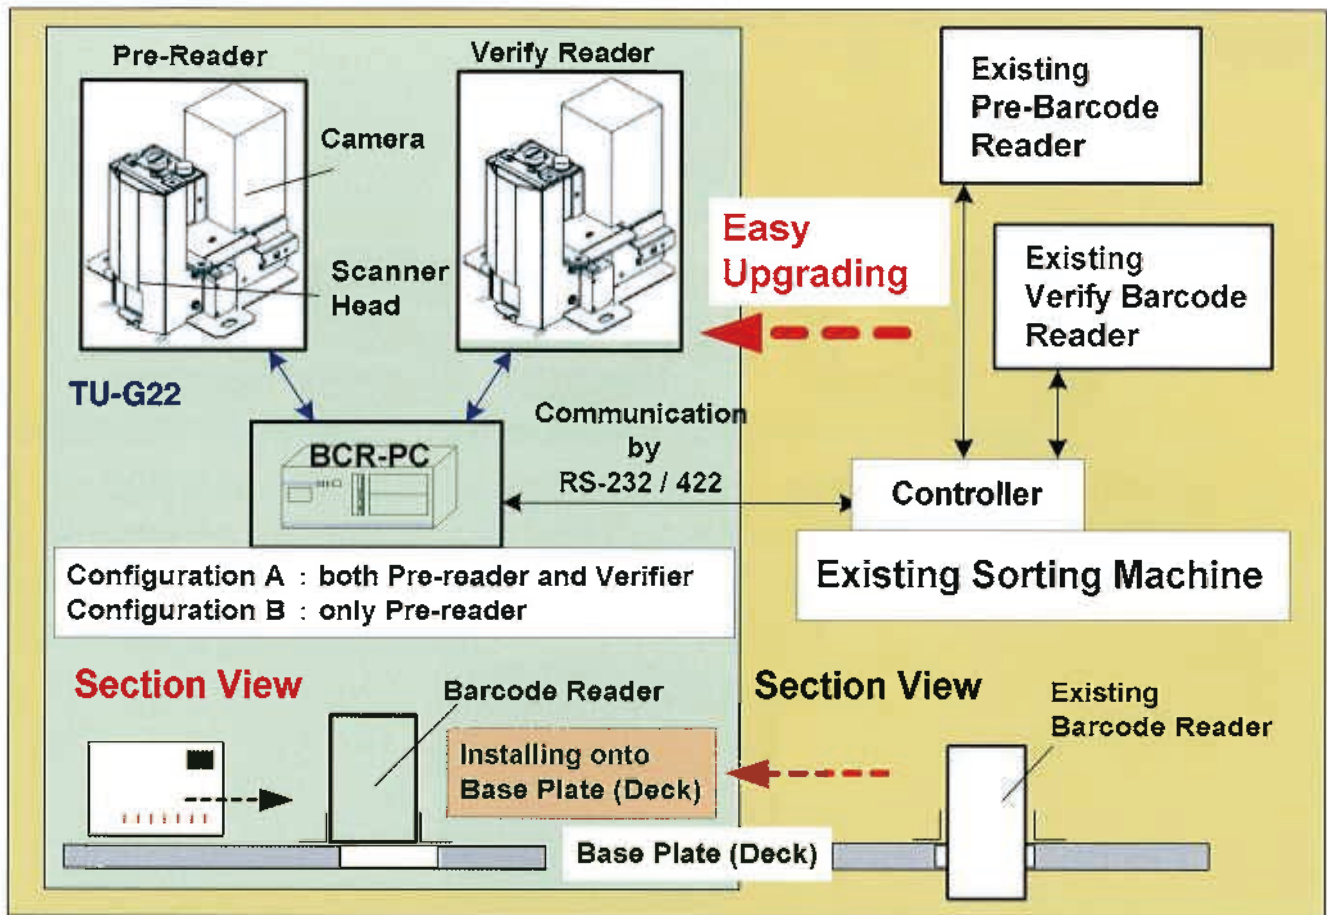 Pre-Reader
Verify Reader
Camera
Scanner
Head
TU-G22
BCR-PC
Communication
by
RS-232 / 422
Configuration A : both Pre-reader and Verifier
Configuration B : only Pre-reader
Easy
Upgrading
Existing
Pre-Barcode
Reader
Existing
Verify Barcode
Reader
Controller
Existing Sorting Machine
Section View
Barcode Reader
Installing onto
Base Plate (Deck)
Section View
Existing
Barcode Reader
Base Plate (Deck)